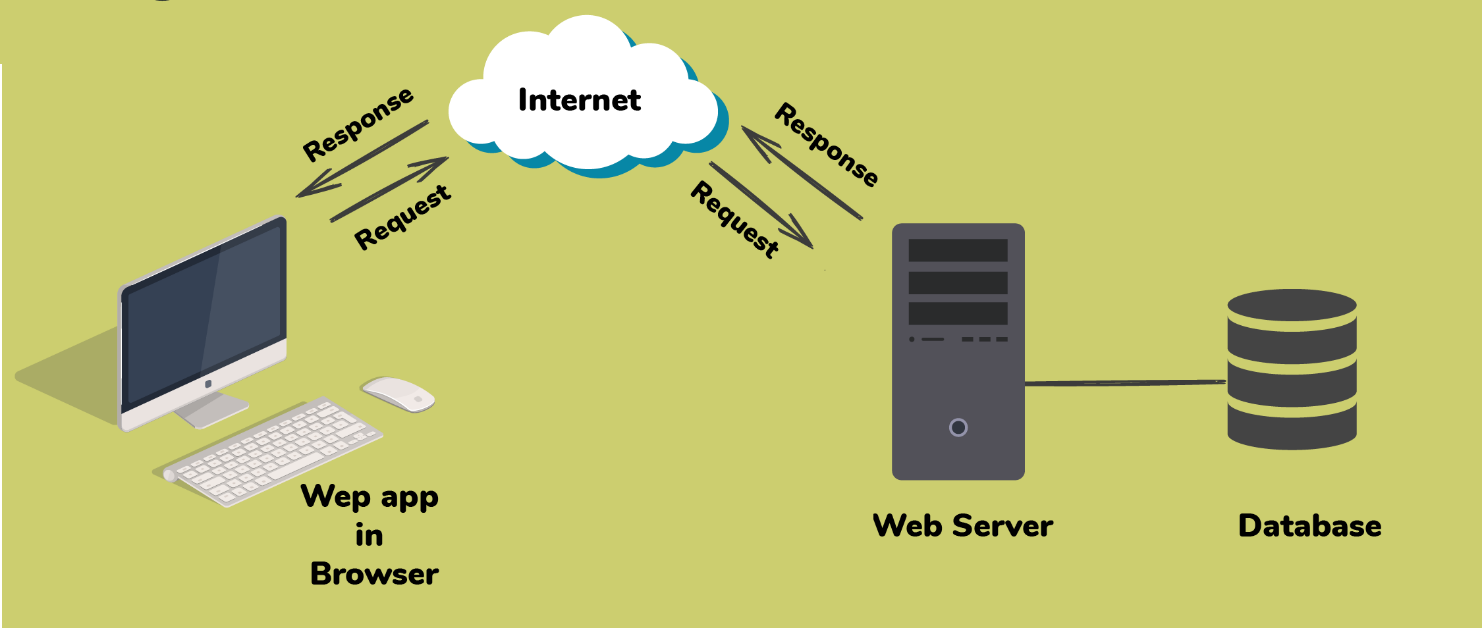 Internet
Response
Request
Response
Request
Wep app
in
Browser
Web Server
Database